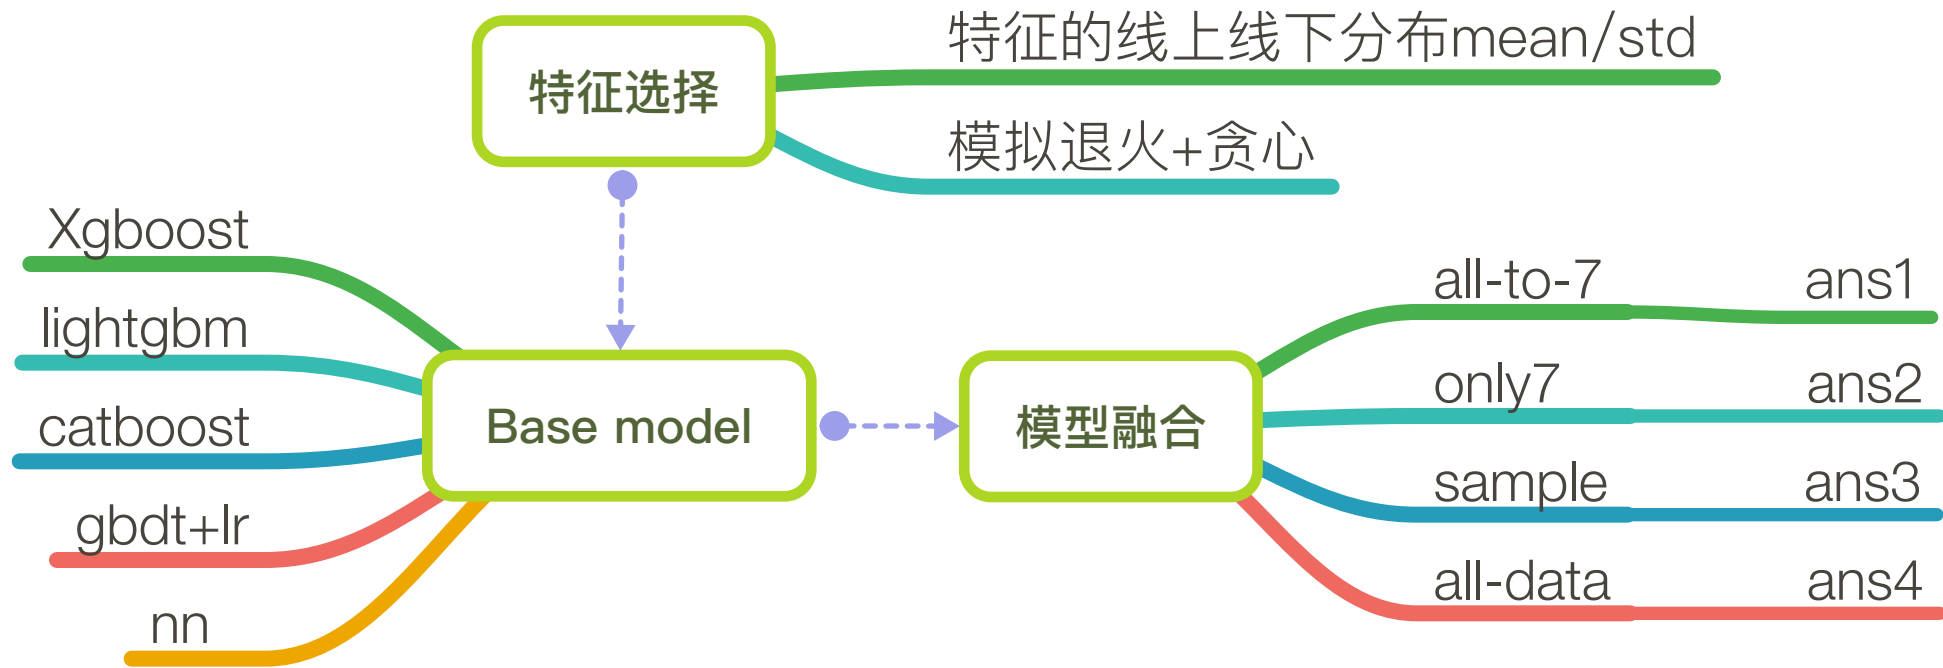 特征的线上线下分布mean/std
特征选择
模拟退火+贪心
Xgboost
lightgbm
catboost
gbdt+lr
nn
Base model
模型融合
all-to-7 ans1
only7 ans2
sample ans3
all-data ans4